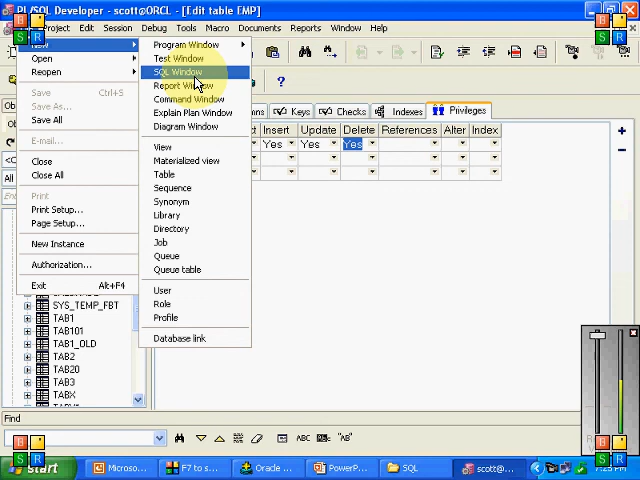 PL/SQL Developer - scott@ORCL - [Edit table EMP]
Project Edit Session Debug Tools Macro Documents Reports Window Help
New
Open
Reopen
Save Ctrl+S
Save As...
Save All
E-mail...
Close
Close All
Print
Print Setup...
Page Setup...
New Instance
Authorization...
Exit Alt+F4
Program Window
Test Window
SQL Window
Report Window
Command Window
Explain Plan Window
Diagram Window
View
Materialized view
Table
Sequence
Synonym
Library
Directory
Job
Queue
Queue table
User
Role
Profile
Database link
Keys Checks Indexes Privileges
Insert Update Delete References Alter Index
Yes Yes Yes
All
SYS_TEMP_FBT
TAB1
TAB101
TAB1_OLD
TAB2
TAB20
TAB3
TABX
Find
ABC "AB"
start Microso... F7 to s... Oracle ... PowerP... SQL scott@...
B S R